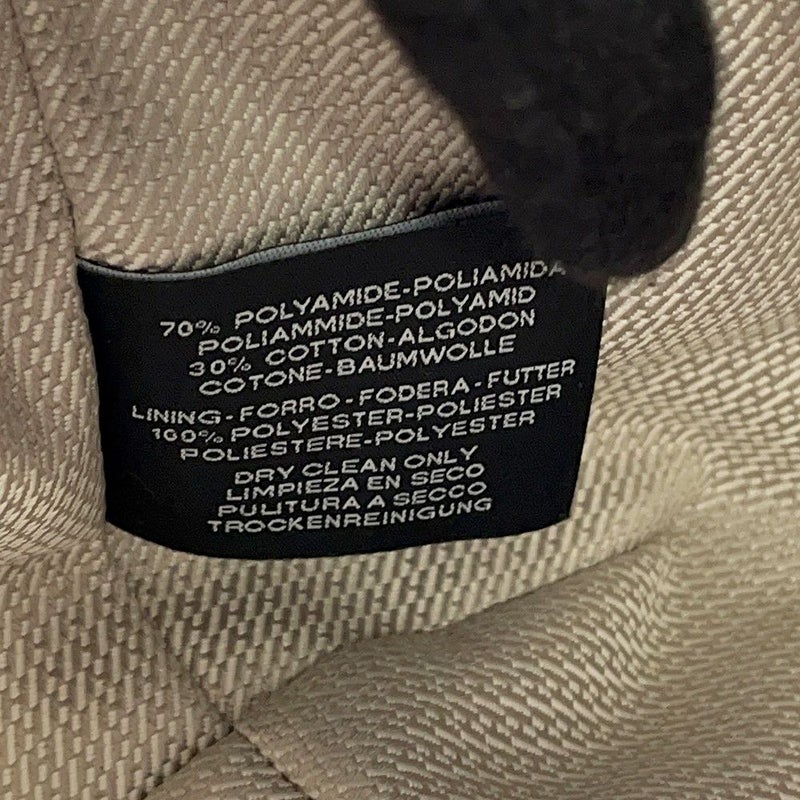 70% POLYAMIDE-POLIAMIDA
POLIAMMIDE-POLYAMID
30% COTTON-ALGODON
COTONE-BAUMWOLLE
LINING-FORRO-FODERA-FUTTER
100% POLYESTER-POLIESTER
POLIESTERE-POLYESTER
DRY CLEAN ONLY
LIMPIEZA EN SECO
PULITURA A SECCO
TROCKENREINIGUNG